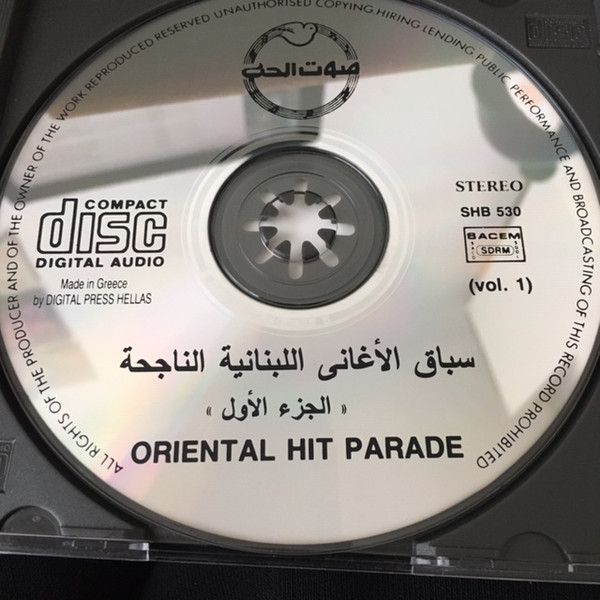 ALL RIGHTS OF THE PRODUCER AND OF THE OWNER OF THE WORK REPRODUCED RESERVED UNAUTHORISED COPYING, HIRING LENDING PUBLIC PERFORMANCE AND BROADCASTING OF THIS RECORD PROHIBITED
صوت الحب
COMPACT
disc
DIGITAL AUDIO
Made in Greece
by DIGITAL PRESS HELLAS
STEREO
SHB 530
SACEM
SDRM
(vol. 1)
سباق الأغانى اللبنانية الناجحة
« الجزء الأول »
ORIENTAL HIT PARADE